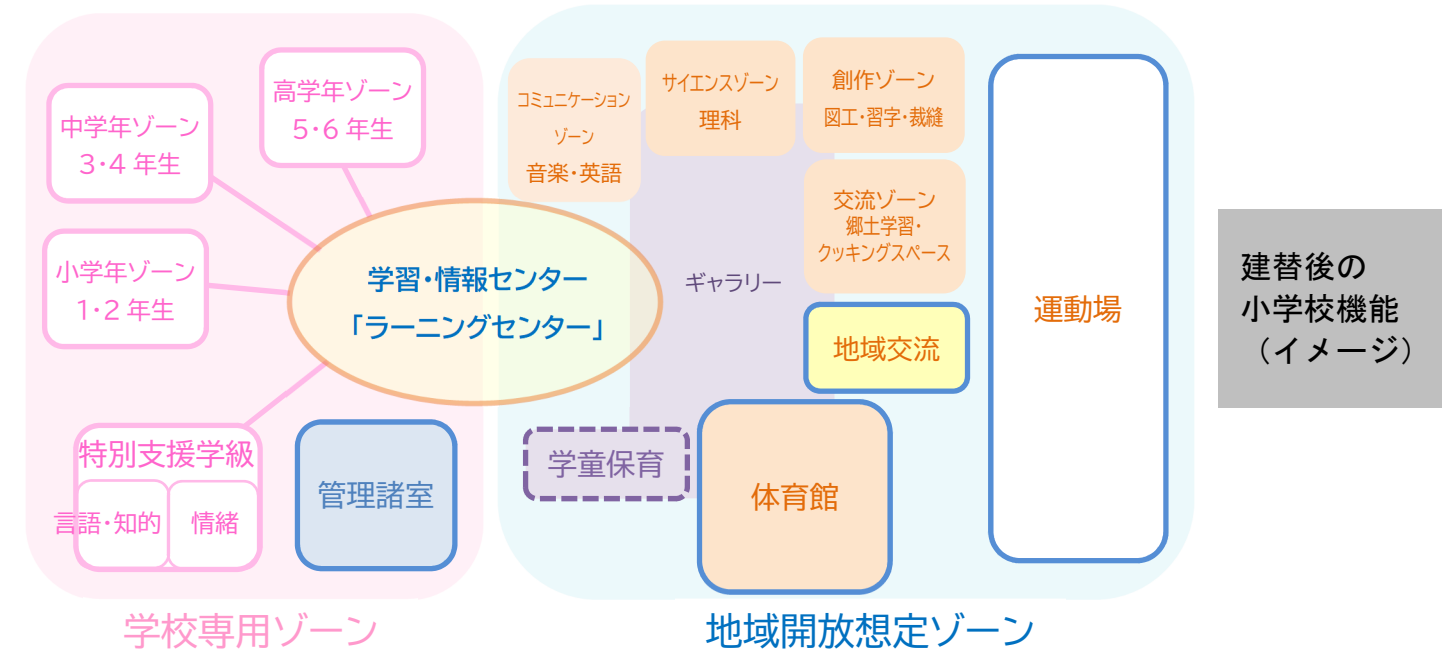 高学年ゾーン
5・6 年生
中学年ゾーン
3・4 年生
小学年ゾーン
1・2 年生
特別支援学級
言語・知的
情緒
管理諸室
学習・情報センター
「ラーニングセンター」
コミュニケーション
ゾーン
音楽・英語
サイエンスゾーン
理科
創作ゾーン
図工・習字・裁縫
交流ゾーン
郷土学習・
クッキングスペース
ギャラリー
地域交流
学童保育
体育館
運動場
学校専用ゾーン
地域開放想定ゾーン
建替後の
小学校機能
（イメージ）